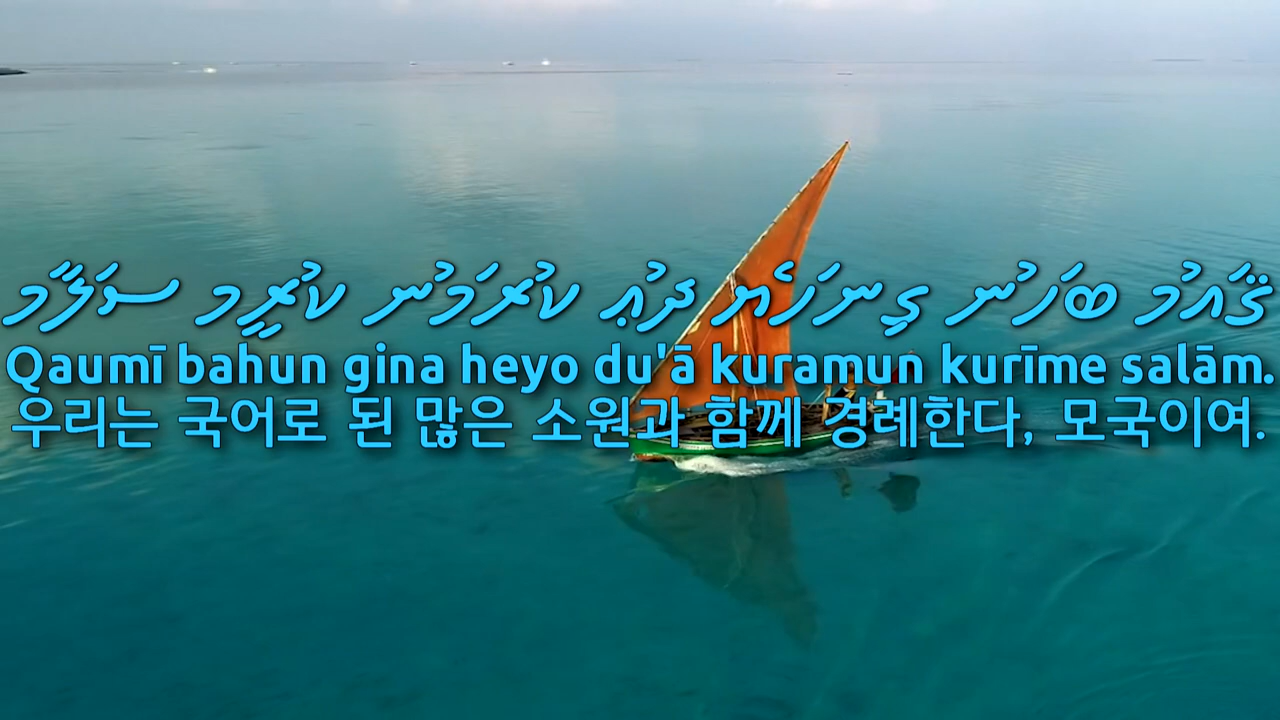 ޤާއުމު ބަހުން ގިނަހެޔޮ ދުޢާ ކުރަމުން ކުރީމެ ސަލާމް
Qaumī bahun gina heyo du'ā kuramun kurīme salām.
우리는 국어로 된 많은 소원과 함께 경례한다, 모국이여.